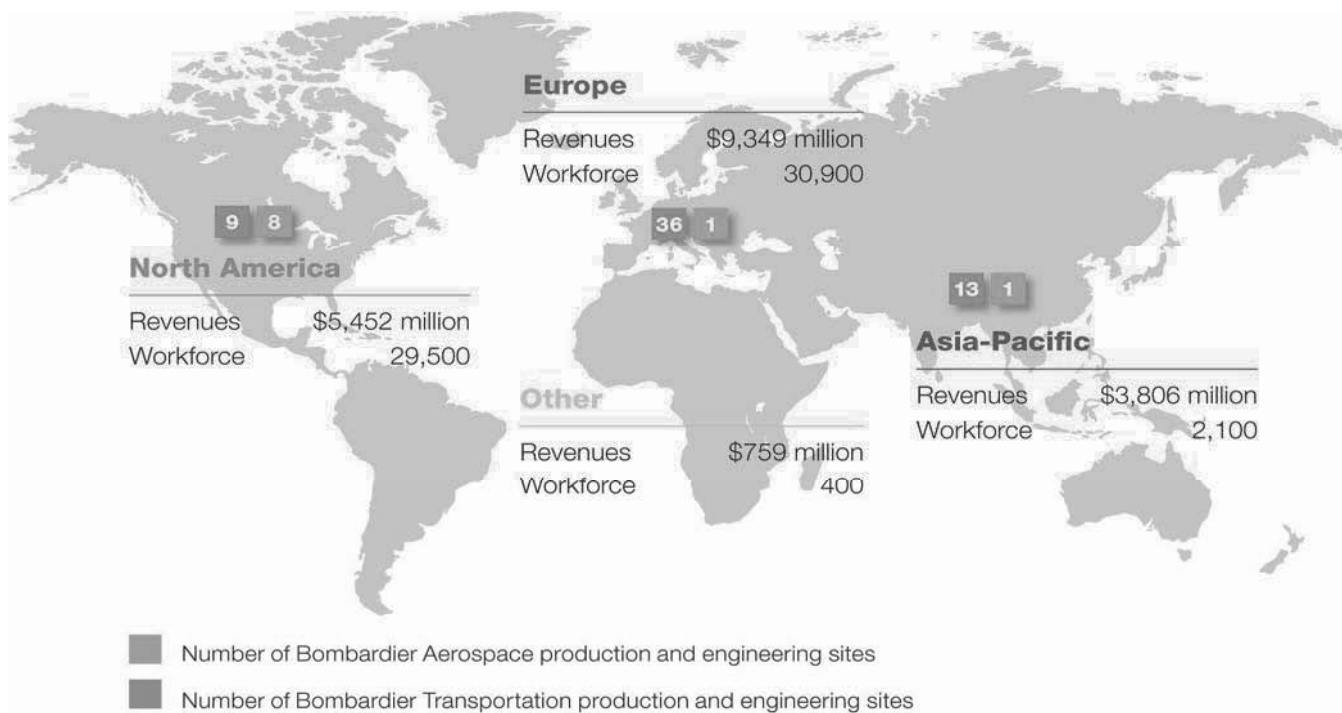 Europe
Revenues $9,349 million
Workforce 30,900
9 8
36 1
North America
Revenues $5,452 million
Workforce 29,500
13 1
Asia-Pacific
Revenues $3,806 million
Workforce 2,100
Other
Revenues $759 million
Workforce 400
Number of Bombardier Aerospace production and engineering sites
Number of Bombardier Transportation production and engineering sites